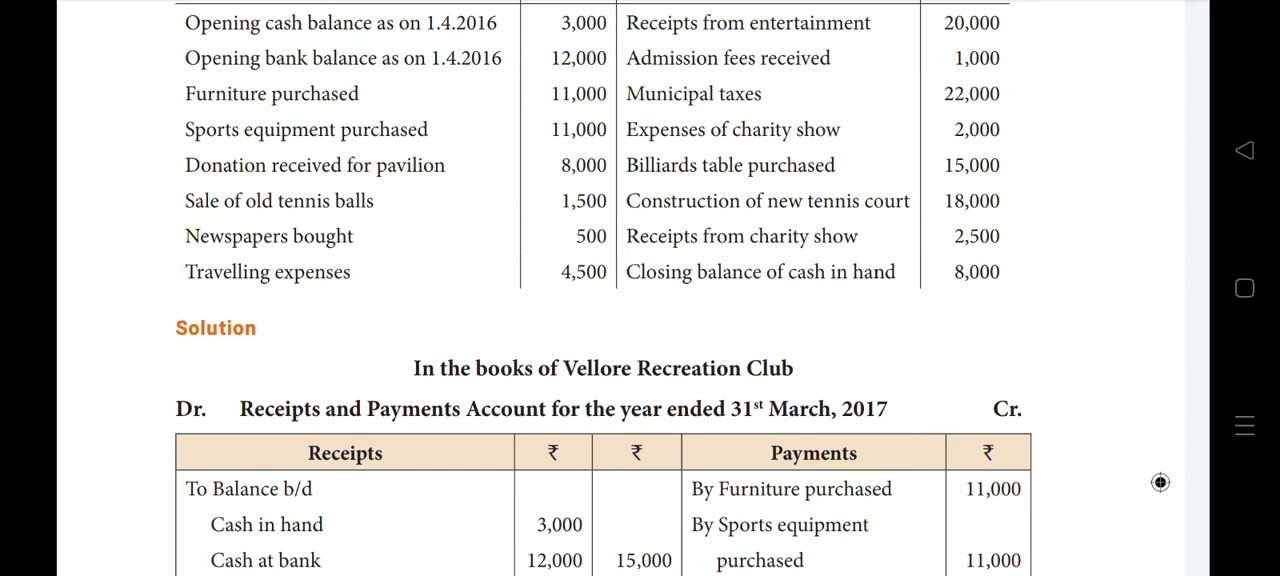 Opening cash balance as on 1.4.2016 3,000 Receipts from entertainment 20,000
Opening bank balance as on 1.4.2016 12,000 Admission fees received 1,000
Furniture purchased 11,000 Municipal taxes 22,000
Sports equipment purchased 11,000 Expenses of charity show 2,000
Donation received for pavilion 8,000 Billiards table purchased 15,000
Sale of old tennis balls 1,500 Construction of new tennis court 18,000
Newspapers bought 500 Receipts from charity show 2,500
Travelling expenses 4,500 Closing balance of cash in hand 8,000
Solution
In the books of Vellore Recreation Club
Dr. Receipts and Payments Account for the year ended 31st March, 2017 Cr.
Receipts ₹ ₹ Payments ₹
To Balance b/d By Furniture purchased 11,000
Cash in hand 3,000 By Sports equipment
Cash at bank 12,000 15,000 purchased 11,000